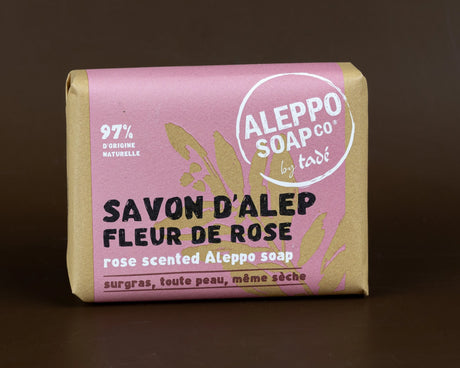 ALEPPO
SOAP CO®
by tadé
97%
D'ORIGINE
NATURELLE
SAVON D'ALEP
FLEUR DE ROSE
rose scented Aleppo soap
surgras, toute peau, même sèche